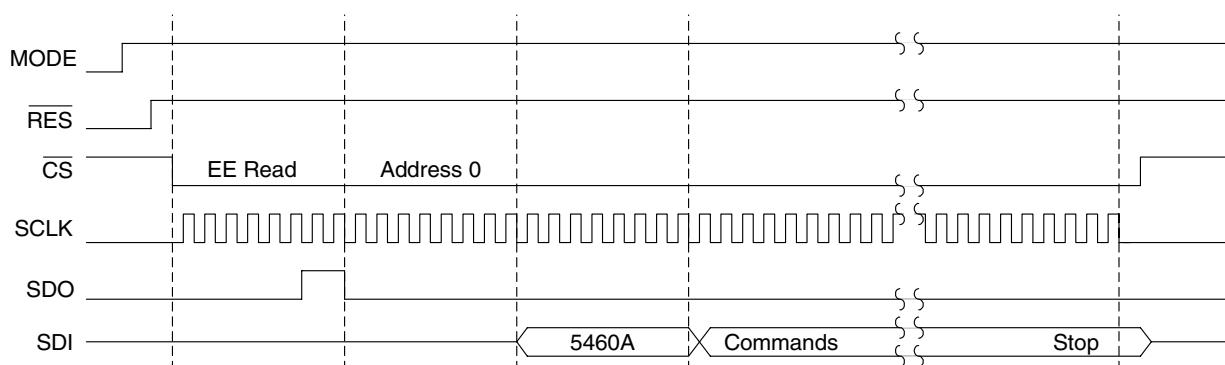 MODE
RES
CS
EE Read
Address 0
SCLK
SDO
SDI
5460A
Commands
Stop